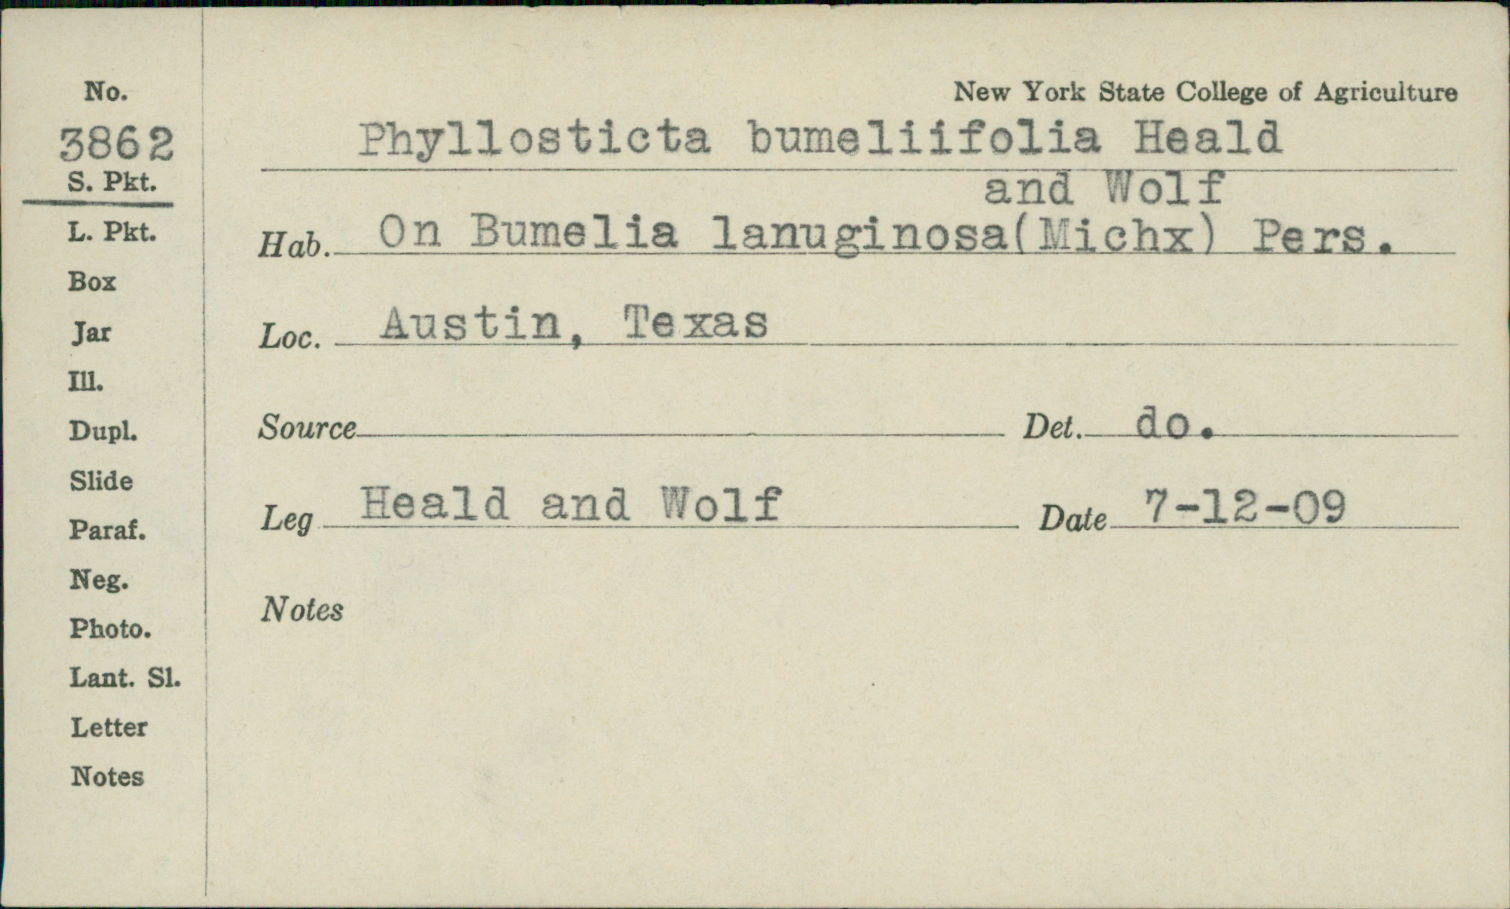 No.
3862
S. Pkt.
L. Pkt.
Box
Jar
Ill.
Dupl.
Slide
Paraf.
Neg.
Photo.
Lant. Sl.
Letter
Notes
New York State College of Agriculture
Phyllosticta bumeliifolia Heald
and Wolf
Hab. On Bumelia lanuginosa(Michx) Pers.
Loc. Austin, Texas
Source Det. do.
Leg Heald and Wolf Date 7-12-09
Notes